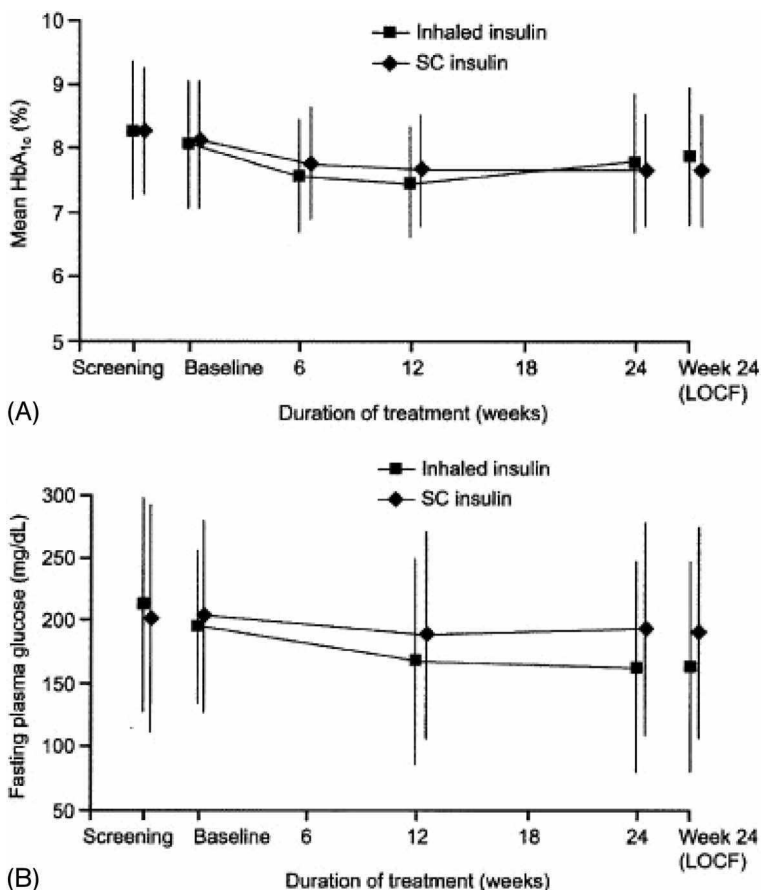 10
9
8
7
6
5
Mean HbA₁c (%)
Inhaled insulin
SC insulin
Screening Baseline 6 12 18 24 Week 24
(LOCF)
Duration of treatment (weeks)
(A)
300
250
200
150
100
50
Fasting plasma glucose (mg/dL)
Inhaled insulin
SC insulin
Screening Baseline 6 12 18 24 Week 24
(LOCF)
Duration of treatment (weeks)
(B)